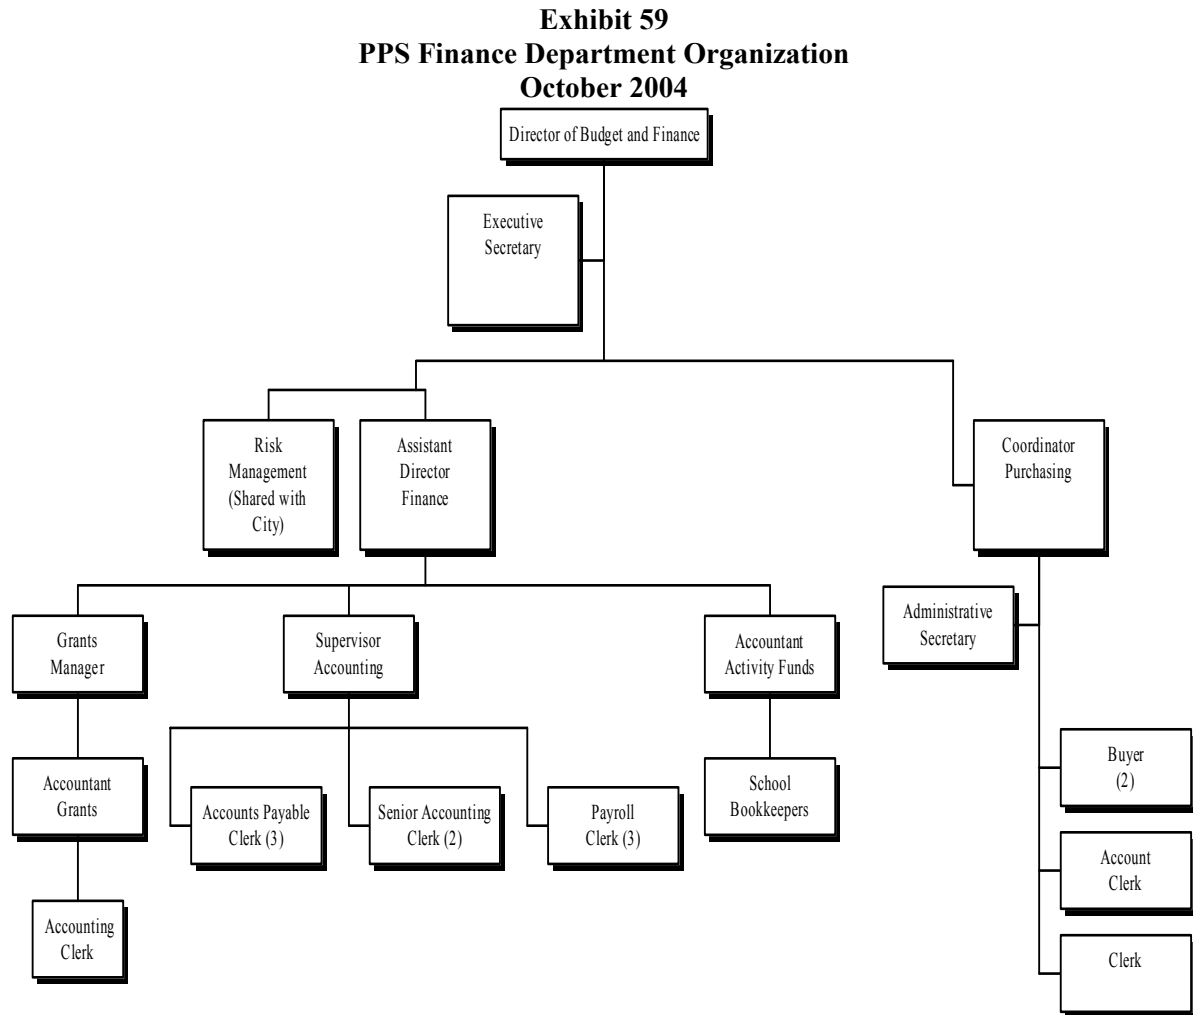 Exhibit 59
PPS Finance Department Organization
October 2004
Director of Budget and Finance
Executive
Secretary
Risk
Management
(Shared with
City)
Assistant
Director
Finance
Coordinator
Purchasing
Grants
Manager
Supervisor
Accounting
Accountant
Activity Funds
Administrative
Secretary
Accountant
Grants
Accounts Payable
Clerk (3)
Senior Accounting
Clerk (2)
Payroll
Clerk (3)
School
Bookkeepers
Buyer
(2)
Account
Clerk
Accounting
Clerk
Clerk